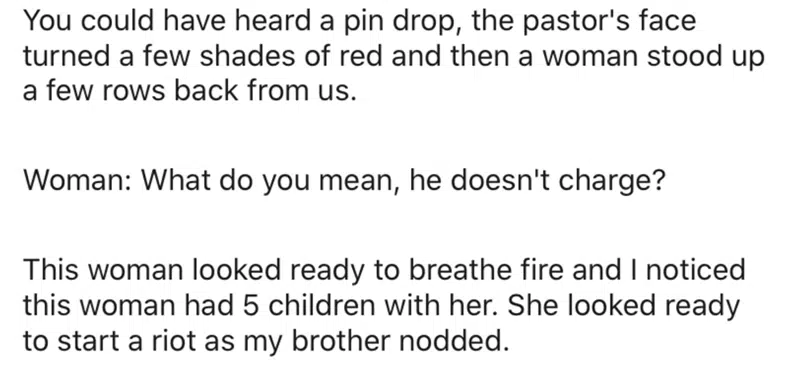 You could have heard a pin drop, the pastor's face
turned a few shades of red and then a woman stood up
a few rows back from us.
Woman: What do you mean, he doesn't charge?
This woman looked ready to breathe fire and I noticed
this woman had 5 children with her. She looked ready
to start a riot as my brother nodded.